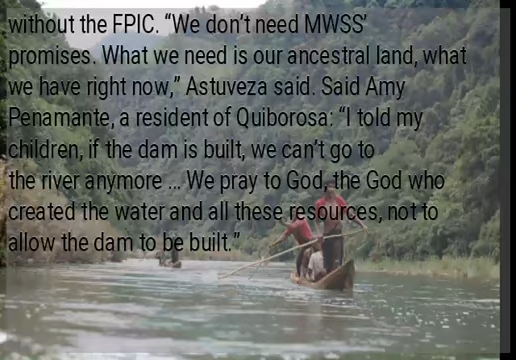 without the FPIC. “We don’t need MWSS’
promises. What we need is our ancestral land, what
we have right now,” Astuveza said. Said Amy
Penamante, a resident of Quiborosa: “I told my
children, if the dam is built, we can’t go to
the river anymore ... We pray to God, the God who
created the water and all these resources, not to
allow the dam to be built.”